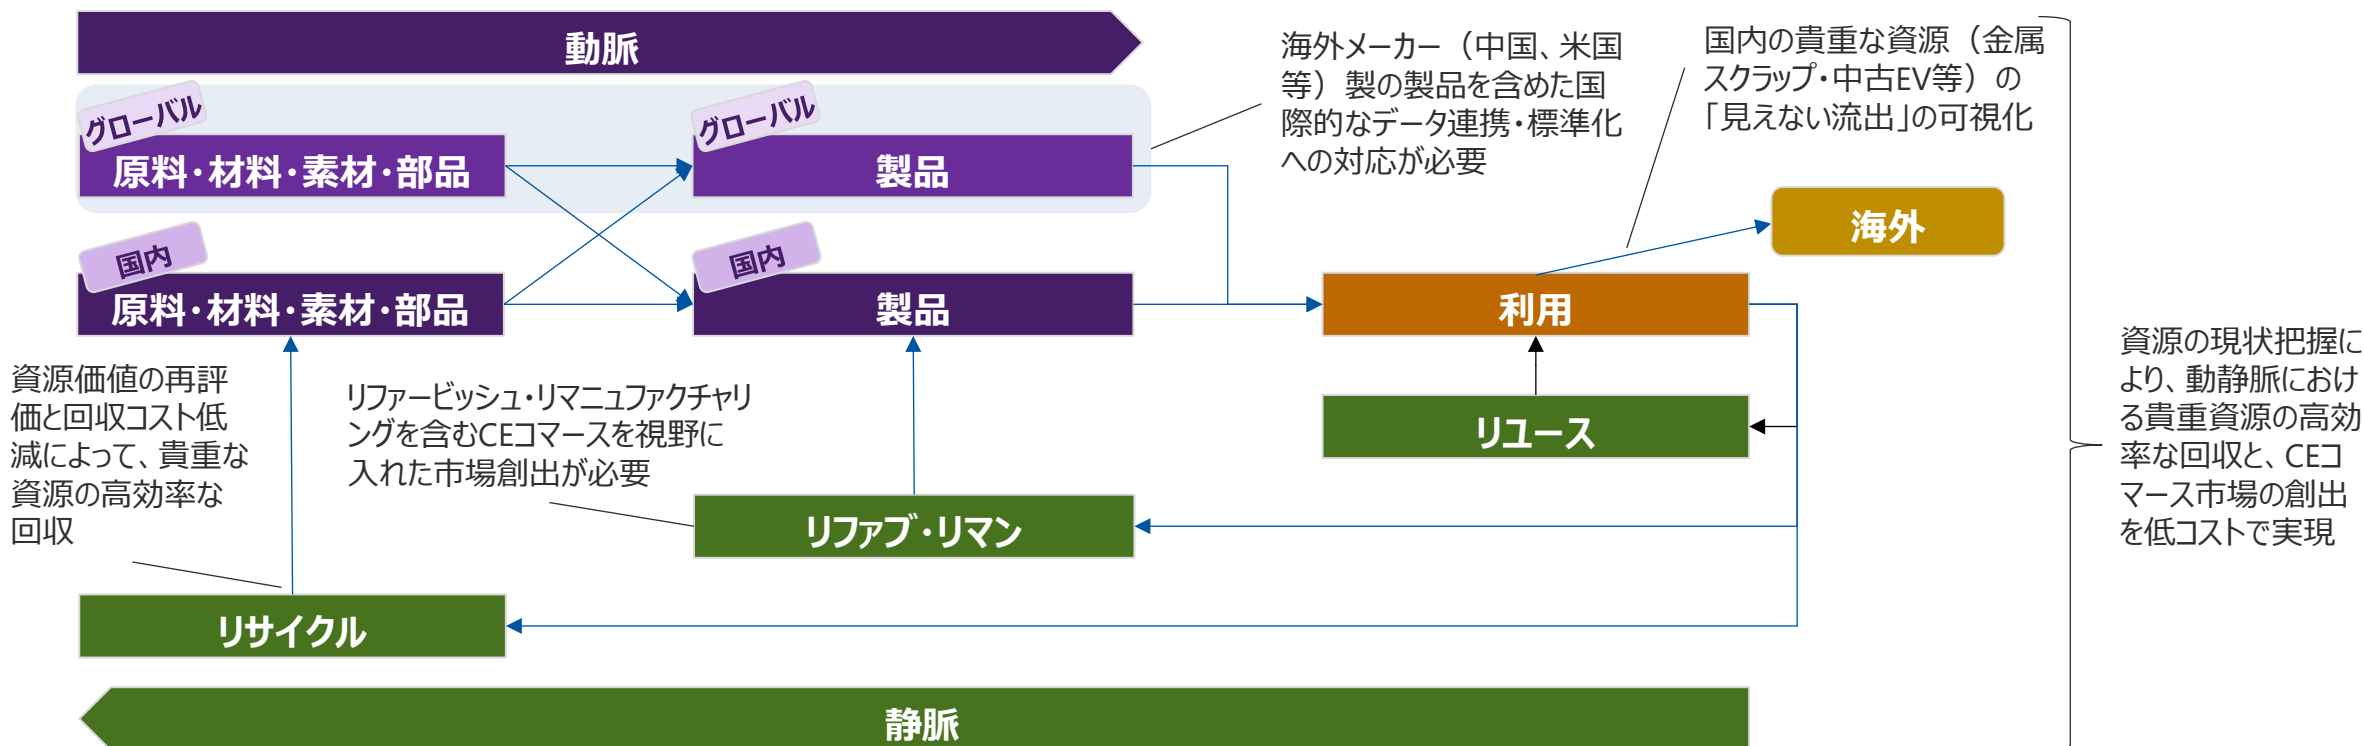 動脈
グローバル
原料・材料・素材・部品
グローバル
製品
海外メーカー（中国、米国
等）製の製品を含めた国
際的なデータ連携・標準化
への対応が必要
国内の貴重な資源（金属
スクラップ・中古EV等）の
「見えない流出」の可視化
海外
国内
原料・材料・素材・部品
国内
製品
利用
資源価値の再評
価と回収コスト低
減によって、貴重な
資源の高効率な
回収
リファービッシュ・リマニュファクチャリ
ングを含むCEコマースを視野に
入れた市場創出が必要
リユース
リファブ・リマン
リサイクル
静脈
資源の現状把握に
より、動静脈におけ
る貴重資源の高効
率な回収と、CEコ
マース市場の創出
を低コストで実現